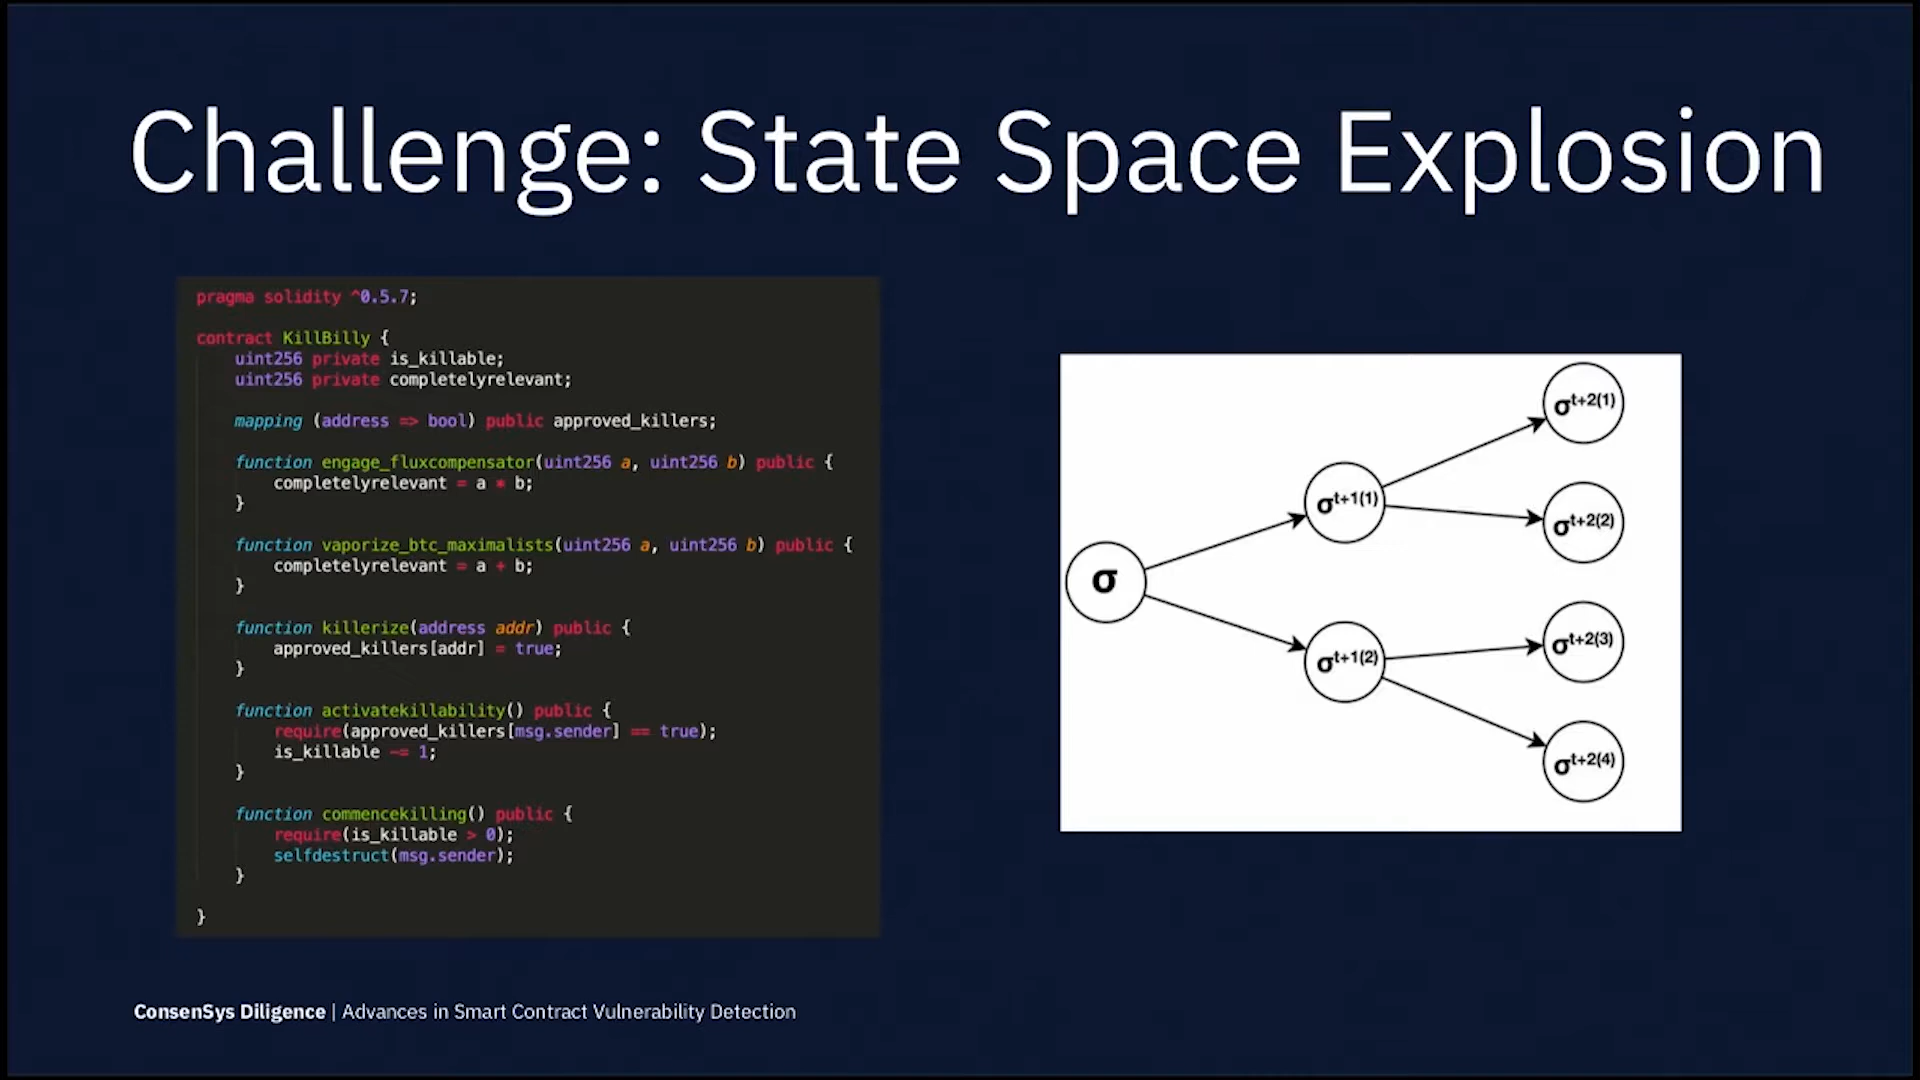 Challenge: State Space Explosion
pragma solidity ^0.5.7;
contract KillBilly {
uint256 private is_killable;
uint256 private completelyrelevant;
mapping (address => bool) public approved_killers;
function engage_fluxcompensator(uint256 a, uint256 b) public {
completelyrelevant = a * b;
}
function vaporize_btc_maximalists(uint256 a, uint256 b) public {
completelyrelevant = a + b;
}
function killerize(address addr) public {
approved_killers[addr] = true;
}
function activatekillability() public {
require(approved_killers[msg.sender] == true);
is_killable -= 1;
}
function commencekilling() public {
require(is_killable > 0);
selfdestruct(msg.sender);
}
}
σ
σt+1(1)
σt+1(2)
σt+2(1)
σt+2(2)
σt+2(3)
σt+2(4)
ConsenSys Diligence | Advances in Smart Contract Vulnerability Detection